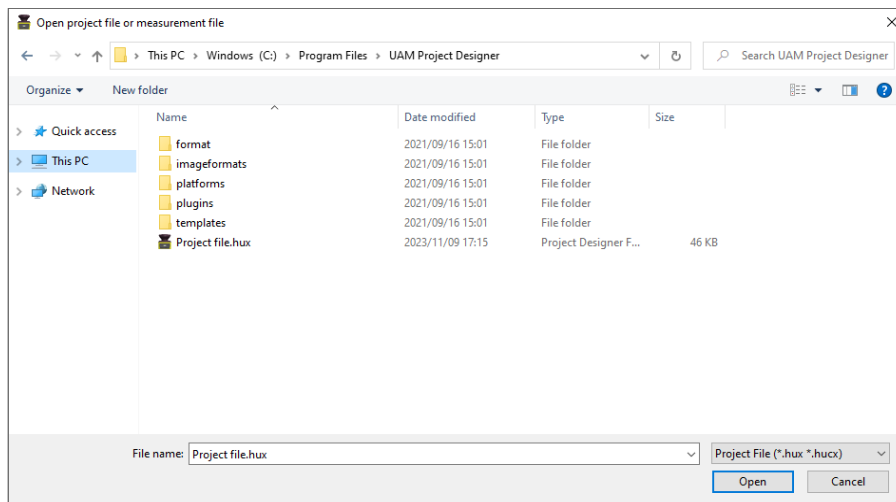 Open project file or measurement file
This PC > Windows (C:) > Program Files > UAM Project Designer
Search UAM Project Designer
Organize New folder
Name Date modified Type Size
Quick access
This PC
Network
format 2021/09/16 15:01 File folder
imageformats 2021/09/16 15:01 File folder
platforms 2021/09/16 15:01 File folder
plugins 2021/09/16 15:01 File folder
templates 2021/09/16 15:01 File folder
Project file.hux 2023/11/09 17:15 Project Designer F... 46 KB
File name: Project file.hux Project File (*.hux *.hucx)
Open Cancel